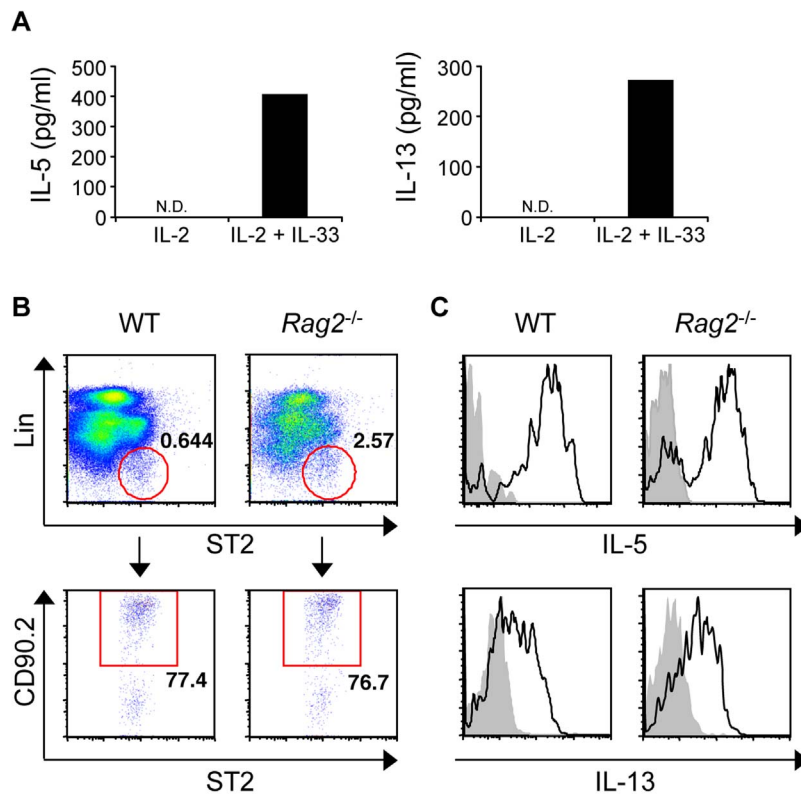 A
500
400
300
200
100
0
IL-5 (pg/ml)
N.D.
IL-2
IL-2 + IL-33
300
200
100
0
IL-13 (pg/ml)
N.D.
IL-2
IL-2 + IL-33
B
WT
Rag2-/-
Lin
0.644
2.57
ST2
CD90.2
77.4
76.7
ST2
C
WT
Rag2-/-
IL-5
IL-13